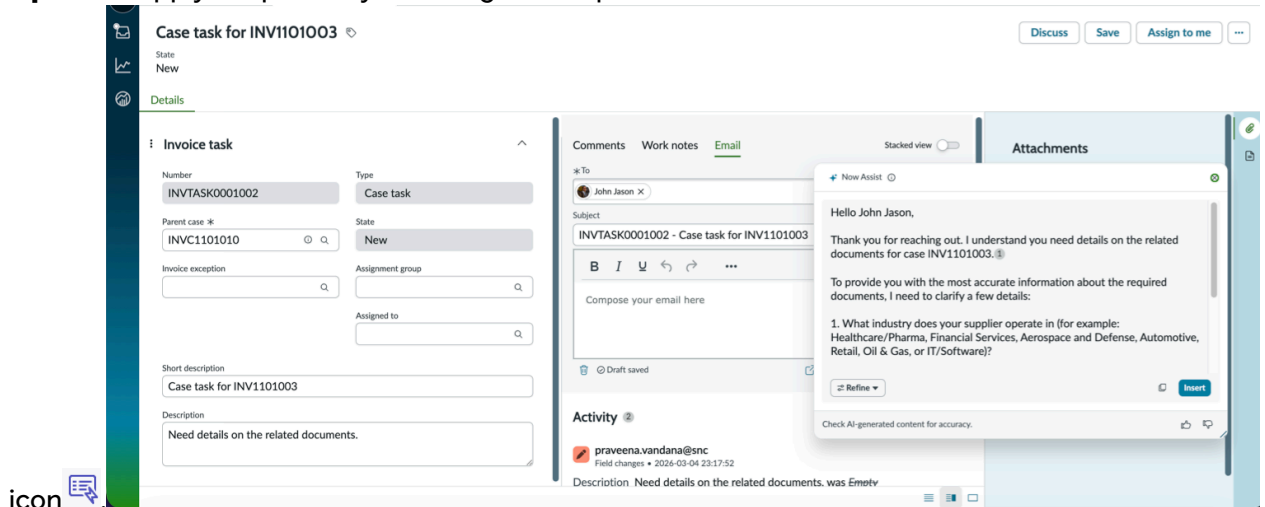 Case task for INV1101003
Discuss
Save
Assign to me
State
New
Details
Invoice task
Number
Type
INVTASK0001002
Case task
Parent case *
State
INVC1101010
New
Invoice exception
Assignment group
Assigned to
Short description
Case task for INV1101003
Description
Need details on the related documents.
Comments
Work notes
Email
Stacked view
* To
John Jason ×
Subject
INVTASK0001002 - Case task for INV1101003
B I U
Compose your email here
Draft saved
Activity 2
praveena.vandana@snc
Field changes • 2026-03-04 23:17:52
Description Need details on the related documents. was Empty
Attachments
Now Assist
Hello John Jason,
Thank you for reaching out. I understand you need details on the related
documents for case INV1101003. 1
To provide you with the most accurate information about the required
documents, I need to clarify a few details:
1. What industry does your supplier operate in (for example:
Healthcare/Pharma, Financial Services, Aerospace and Defense, Automotive,
Retail, Oil & Gas, or IT/Software)?
Refine
Insert
Check AI-generated content for accuracy.
icon